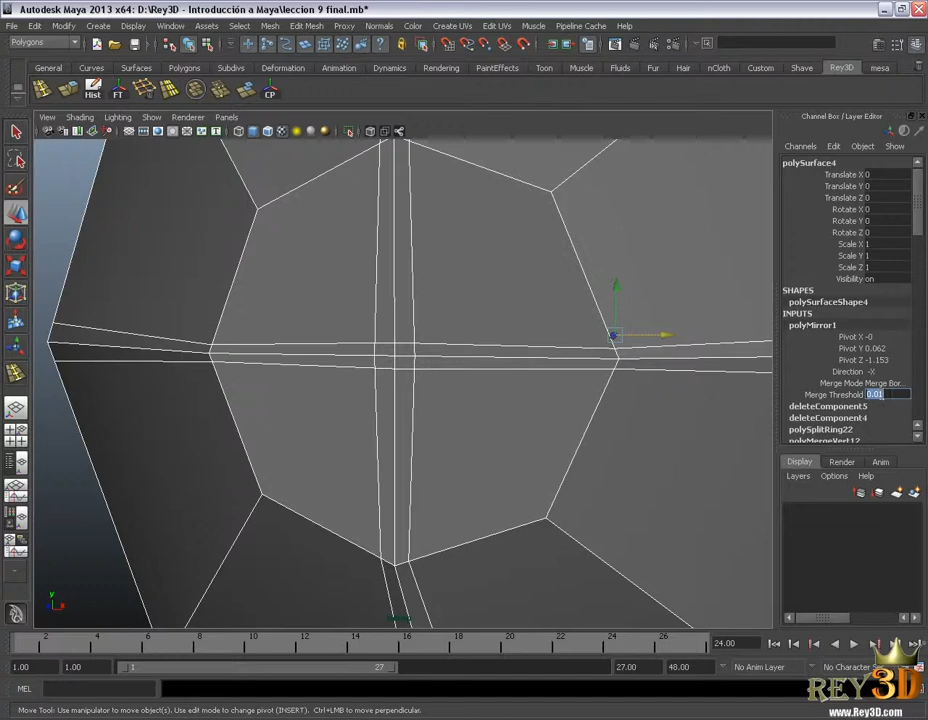 Autodesk Maya 2013 x64: D:\Rey3D - Introducción a Maya\leccion 9 final.mb*
File Edit Modify Create Display Window Assets Select Mesh Edit Mesh Proxy Normals Color Create UVs Edit UVs Muscle Pipeline Cache Help
Polygons
General Curves Surfaces Polygons Subdivs Deformation Animation Dynamics Rendering PaintEffects Toon Muscle Fluids Fur Hair nCloth Custom Shave Rey3D mesa
Hist FT CP
View Shading Lighting Show Renderer Panels
Channel Box / Layer Editor
Channels Edit Object Show
polySurface4
Translate X 0
Translate Y 0
Translate Z 0
Rotate X 0
Rotate Y 0
Rotate Z 0
Scale X 1
Scale Y 1
Scale Z 1
Visibility on
SHAPES
polySurfaceShape4
INPUTS
polyMirror1
Pivot X -0
Pivot Y 0.062
Pivot Z -1.153
Direction -X
Merge Mode Merge Bor...
Merge Threshold 0.01
deleteComponent5
deleteComponent4
polySplitRing22
polyMergeVert12
Display Render Anim
Layers Options Help
y
x
2 4 6 8 10 12 14 16 18 20 22 24 26
24.00
1.00 1.00 1 27 27.00 48.00 No Anim Layer No Character Se
MEL
REY3D
Move Tool: Use manipulator to move object(s). Use edit mode to change pivot (INSERT). Ctrl+LMB to move perpendicular.
www.Rey3D.com